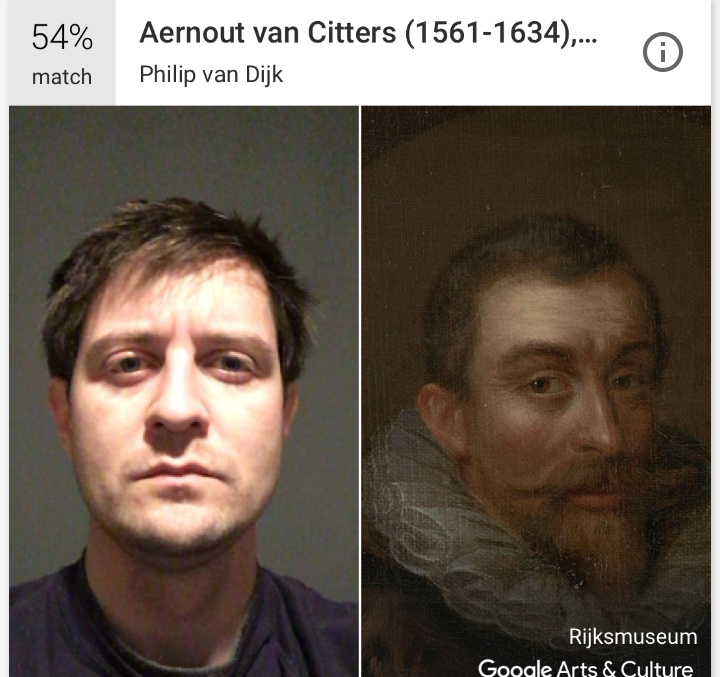 54%
match
Aernout van Citters (1561-1634),...
Philip van Dijk
Rijksmuseum
Google Arts & Culture